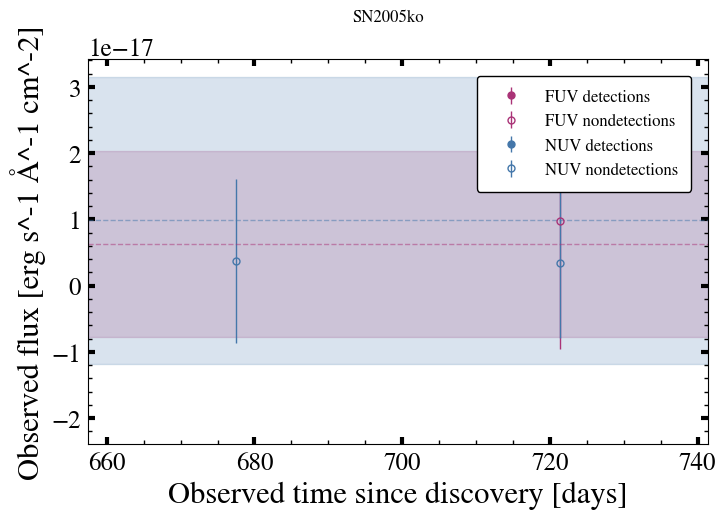 SN2005ko
1e−17
3
2
1
0
−1
−2
Observed flux [erg s^-1 Å^-1 cm^-2]
FUV detections
FUV nondetections
NUV detections
NUV nondetections
660 680 700 720 740
Observed time since discovery [days]